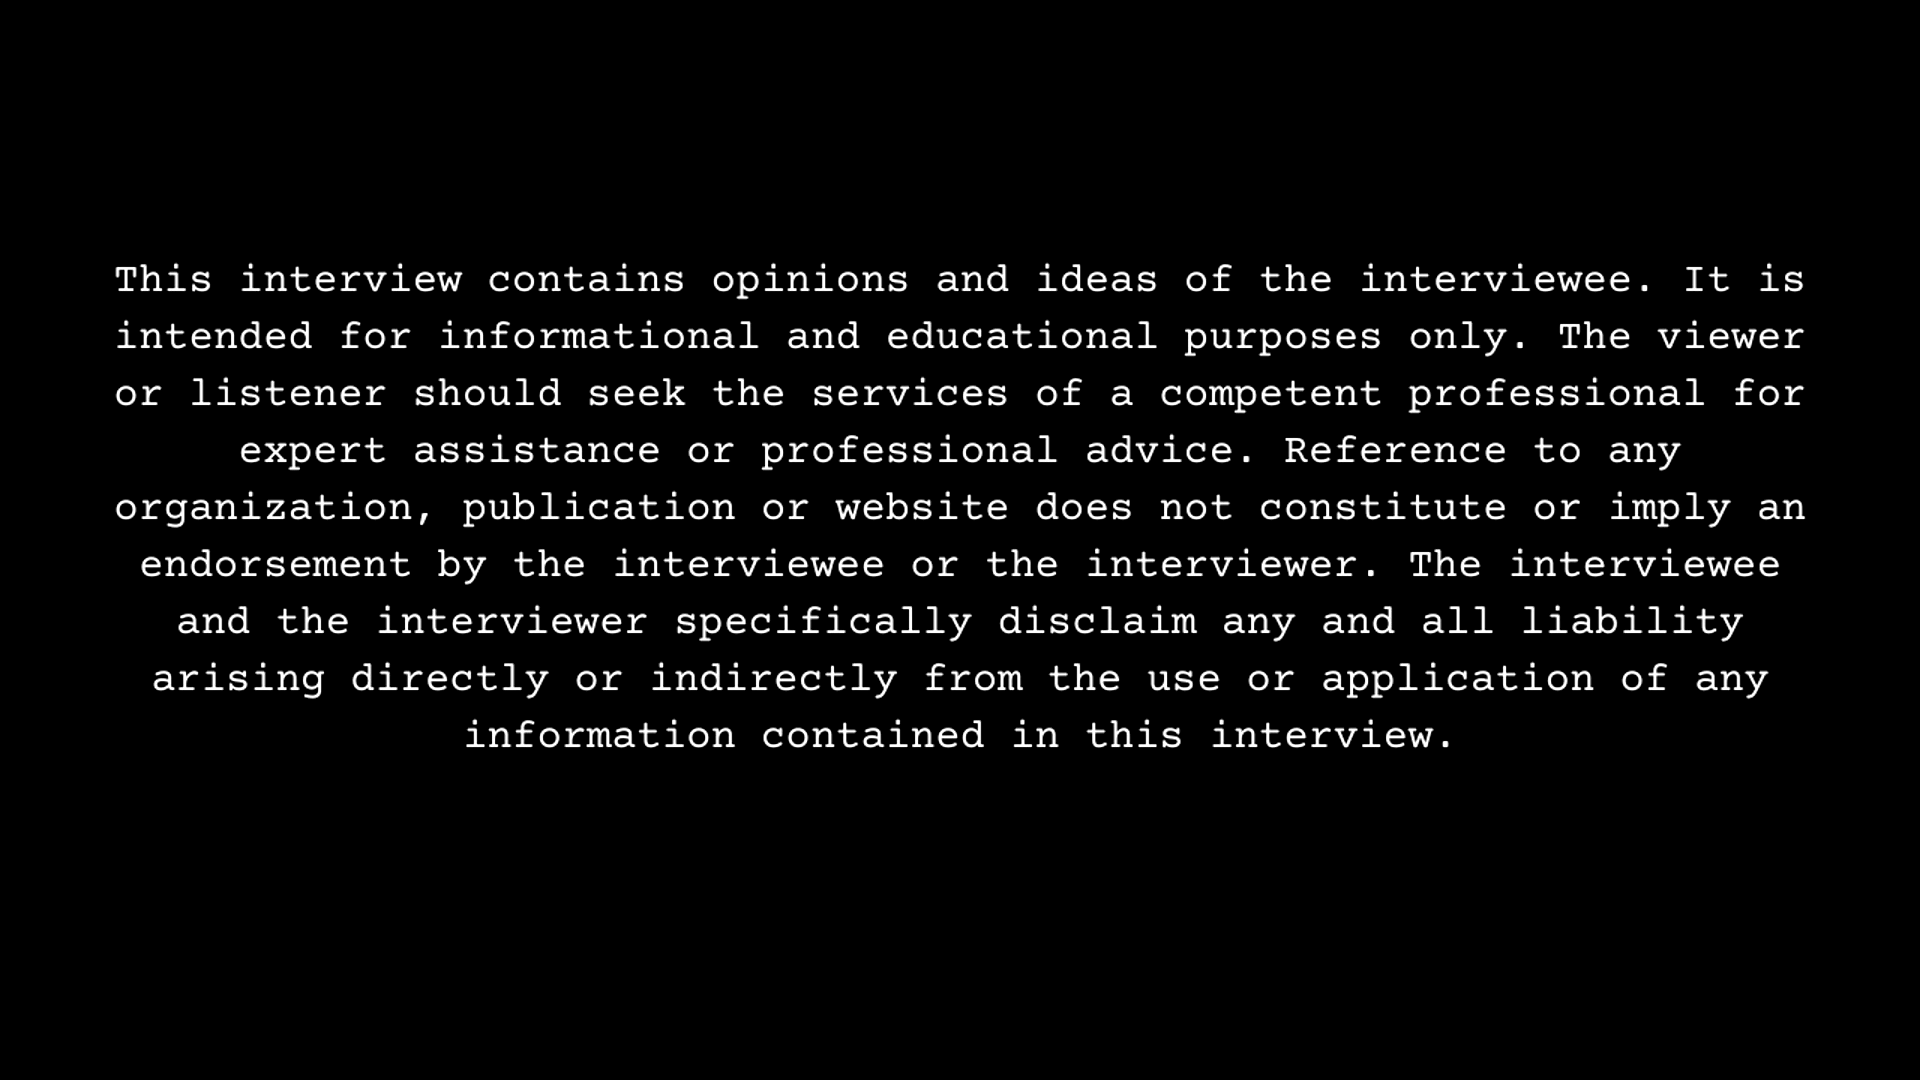 This interview contains opinions and ideas of the interviewee. It is
intended for informational and educational purposes only. The viewer
or listener should seek the services of a competent professional for
expert assistance or professional advice. Reference to any
organization, publication or website does not constitute or imply an
endorsement by the interviewee or the interviewer. The interviewee
and the interviewer specifically disclaim any and all liability
arising directly or indirectly from the use or application of any
information contained in this interview.